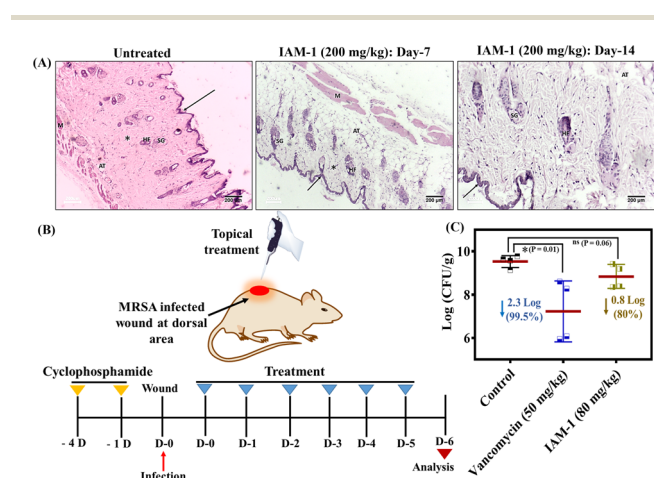 Untreated
IAM-1 (200 mg/kg): Day-7
IAM-1 (200 mg/kg): Day-14
(A)
M
AT
*
HF
SG
200 μm
M
AT
SG
*
HF
200 μm
AT
SG
HF
200 μm
(B)
Topical
treatment
MRSA infected
wound at dorsal
area
Cyclophosphamide
Wound
Treatment
- 4 D
- 1 D
D-0
D-0
D-1
D-2
D-3
D-4
D-5
D-6
Infection
Analysis
(C)
ns (P = 0.06)
*(P = 0.01)
Log (CFU/g)
10
8
6
2.3 Log
(99.5%)
0.8 Log
(80%)
Control
Vancomycin (50 mg/kg)
IAM-1 (80 mg/kg)